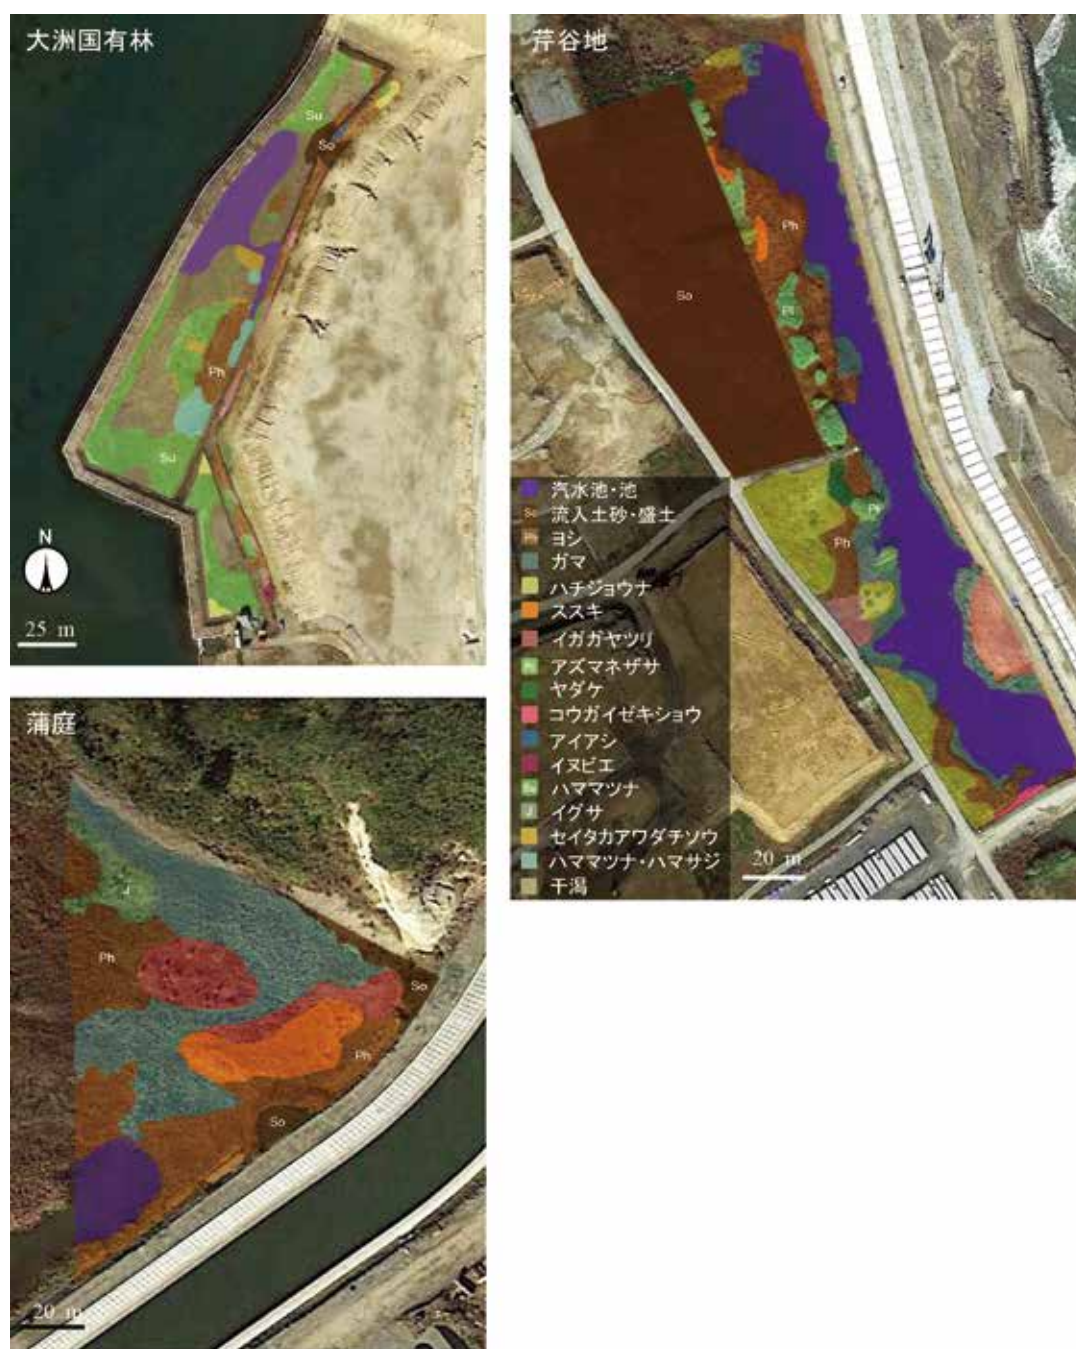 大洲国有林
Su
So
Ph
Su
N
25 m
芹谷地
Ph
So
Pl
Pl
Ph
汽水池・池
So 流入土砂・盛土
Ph ヨシ
ガマ
ハチジョウナ
ススキ
イガガヤツリ
アズマネザサ
ヤダケ
コウガイゼキショウ
アイアシ
イヌビエ
Su ハママツナ
J イグサ
セイタカアワダチソウ
ハママツナ・ハマサジ
干潟
20 m
蒲庭
J
Ph
So
Ph
So
20 m